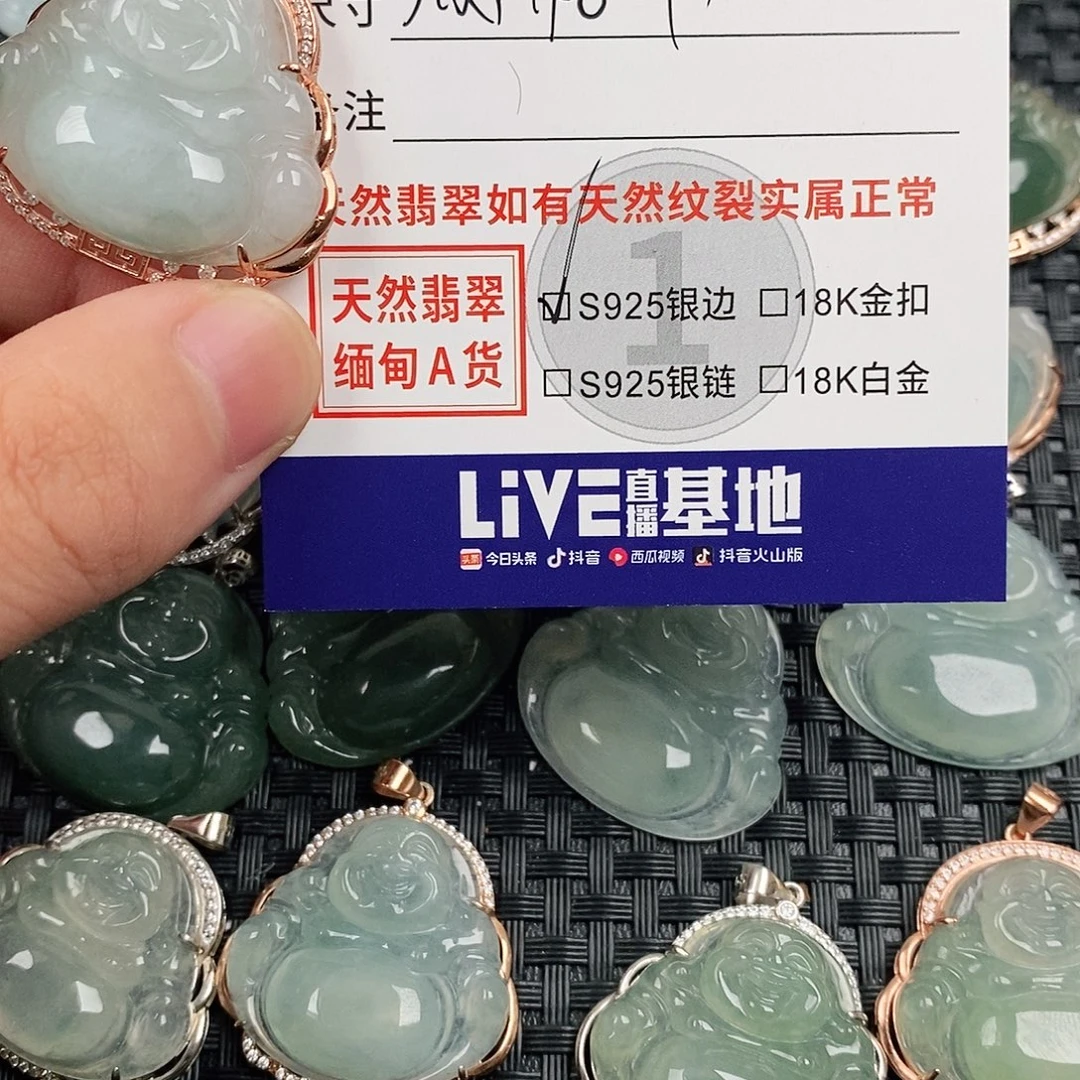 备注
天然翡翠如有天然纹裂实属正常
天然翡翠
缅甸A货
1
☑S925银边 ☐18K金扣
☐S925银链 ☐18K白金
LiVE直播基地
头条 今日头条 抖音 西瓜视频 抖音火山版